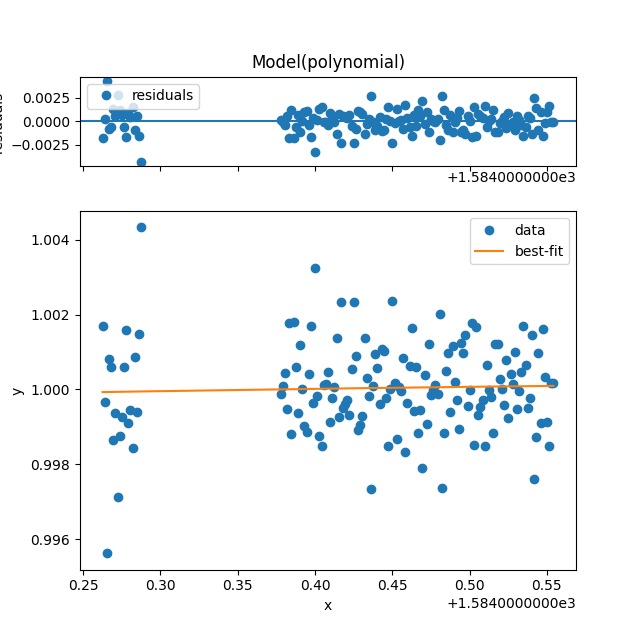 Model(polynomial)
residuals
0.0025
0.0000
−0.0025
residuals
+1.5840000000e3
1.004
1.002
1.000
0.998
0.996
y
data
best-fit
0.25
0.30
0.35
0.40
0.45
0.50
0.55
x
+1.5840000000e3